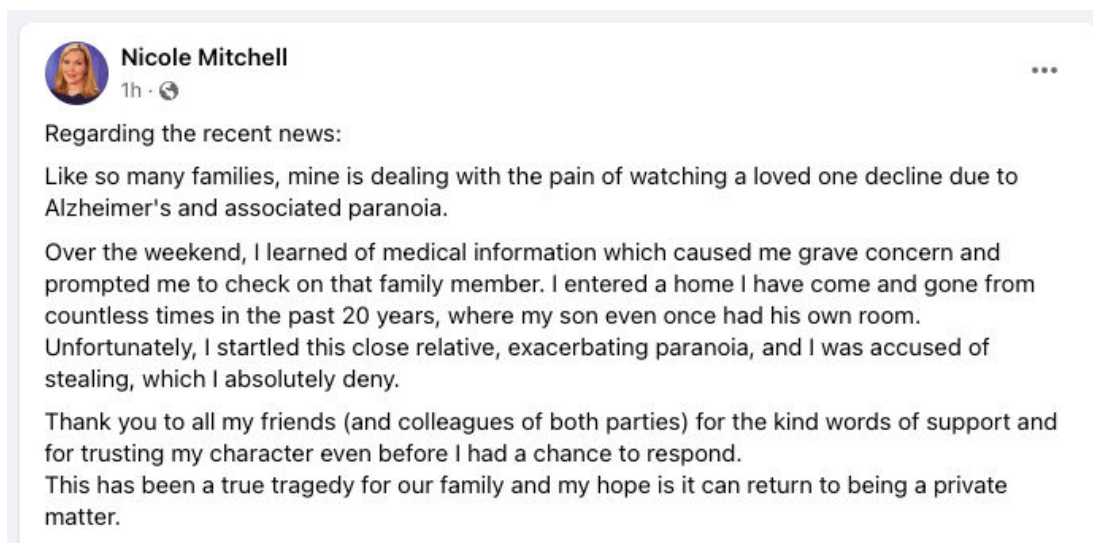 Nicole Mitchell
1h ·
Regarding the recent news:
Like so many families, mine is dealing with the pain of watching a loved one decline due to
Alzheimer's and associated paranoia.
Over the weekend, I learned of medical information which caused me grave concern and
prompted me to check on that family member. I entered a home I have come and gone from
countless times in the past 20 years, where my son even once had his own room.
Unfortunately, I startled this close relative, exacerbating paranoia, and I was accused of
stealing, which I absolutely deny.
Thank you to all my friends (and colleagues of both parties) for the kind words of support and
for trusting my character even before I had a chance to respond.
This has been a true tragedy for our family and my hope is it can return to being a private
matter.